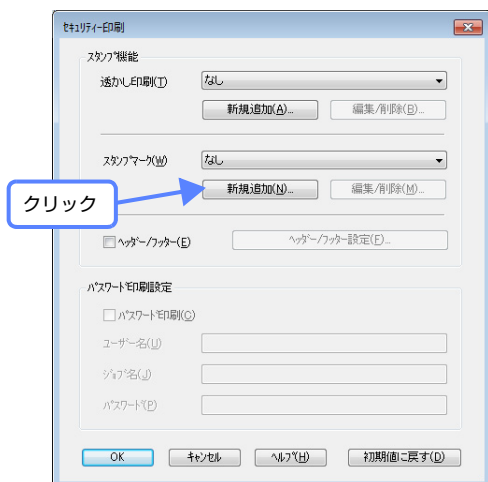 ｾｷｭﾘﾃｨｰ印刷
ｽﾀﾝﾌﾟ機能
透かし印刷(T)
なし
新規追加(A)...
編集/削除(B)...
ｽﾀﾝﾌﾟﾏｰｸ(W)
なし
新規追加(N)...
編集/削除(M)...
クリック
ﾍｯﾀﾞｰ/ﾌｯﾀｰ(E)
ﾍｯﾀﾞｰ/ﾌｯﾀｰ設定(F)...
ﾊﾟｽﾜｰﾄﾞ印刷設定
ﾊﾟｽﾜｰﾄﾞ印刷(C)
ﾕｰｻﾞｰ名(U)
ｼﾞｮﾌﾞ名(J)
ﾊﾟｽﾜｰﾄﾞ(P)
OK
ｷｬﾝｾﾙ
ﾍﾙﾌﾟ(H)
初期値に戻す(D)